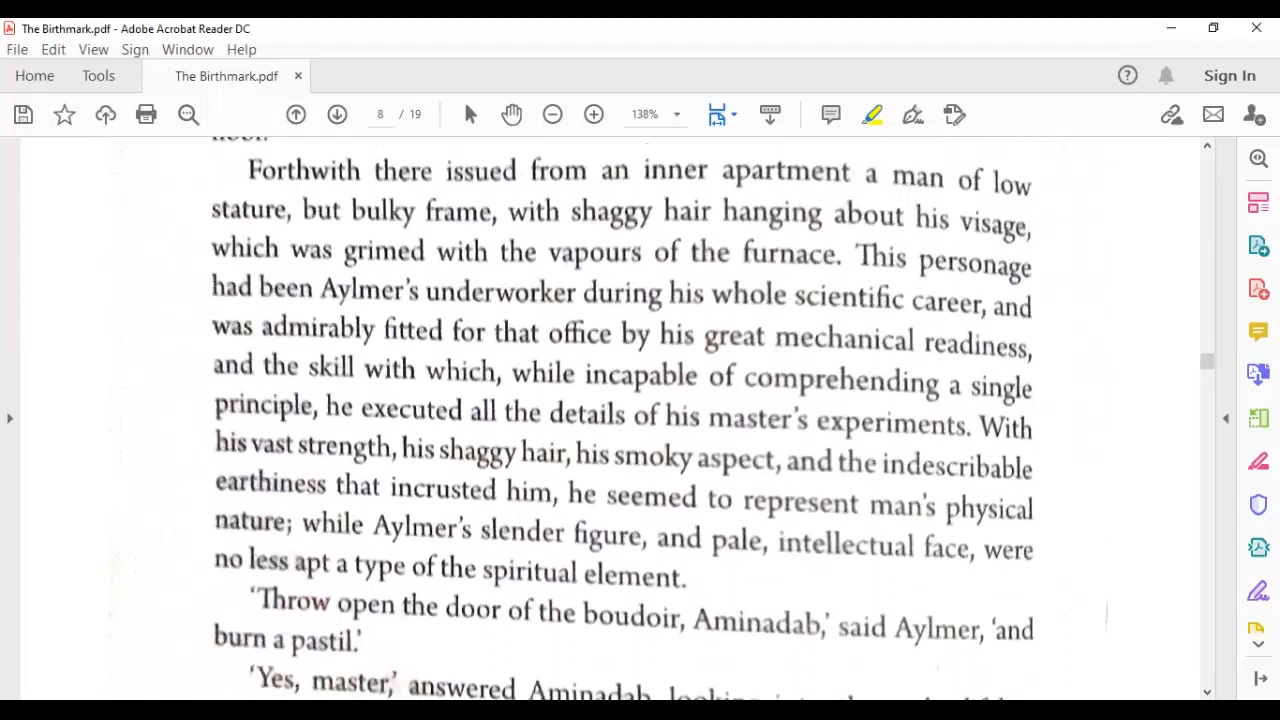 The Birthmark.pdf - Adobe Acrobat Reader DC
File Edit View Sign Window Help
Home Tools The Birthmark.pdf × Sign In
8 / 19 138%
Forthwith there issued from an inner apartment a man of low
stature, but bulky frame, with shaggy hair hanging about his visage,
which was grimed with the vapours of the furnace. This personage
had been Aylmer's underworker during his whole scientific career, and
was admirably fitted for that office by his great mechanical readiness,
and the skill with which, while incapable of comprehending a single
principle, he executed all the details of his master's experiments. With
his vast strength, his shaggy hair, his smoky aspect, and the indescribable
earthiness that incrusted him, he seemed to represent man's physical
nature; while Aylmer's slender figure, and pale, intellectual face, were
no less apt a type of the spiritual element.
'Throw open the door of the boudoir, Aminadab,' said Aylmer, 'and
burn a pastil.'
'Yes, master,' answered Aminadab, looking